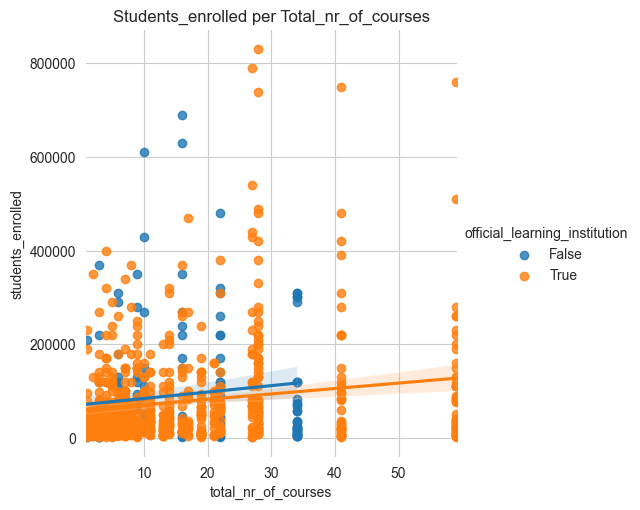 Students_enrolled per Total_nr_of_courses
800000
600000
400000
200000
0
students_enrolled
10 20 30 40 50
total_nr_of_courses
official_learning_institution
False
True